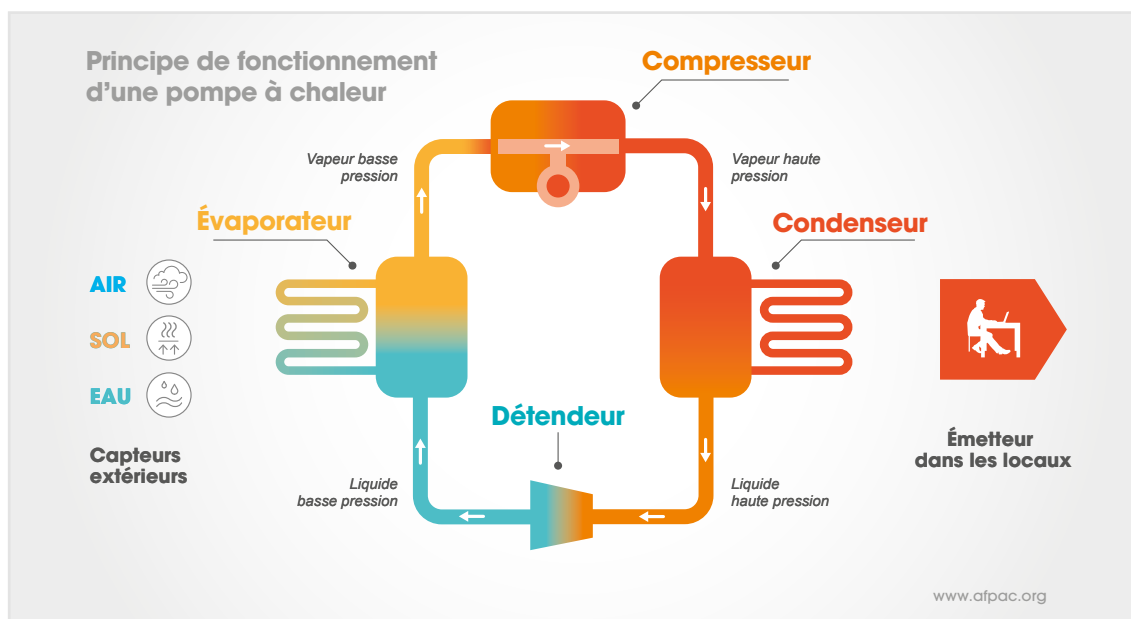 Principe de fonctionnement
d'une pompe à chaleur
Compresseur
Vapeur basse
pression
Vapeur haute
pression
Évaporateur
Condenseur
AIR
SOL
EAU
Capteurs
extérieurs
Détendeur
Émetteur
dans les locaux
Liquide
basse pression
Liquide
haute pression
www.afpac.org